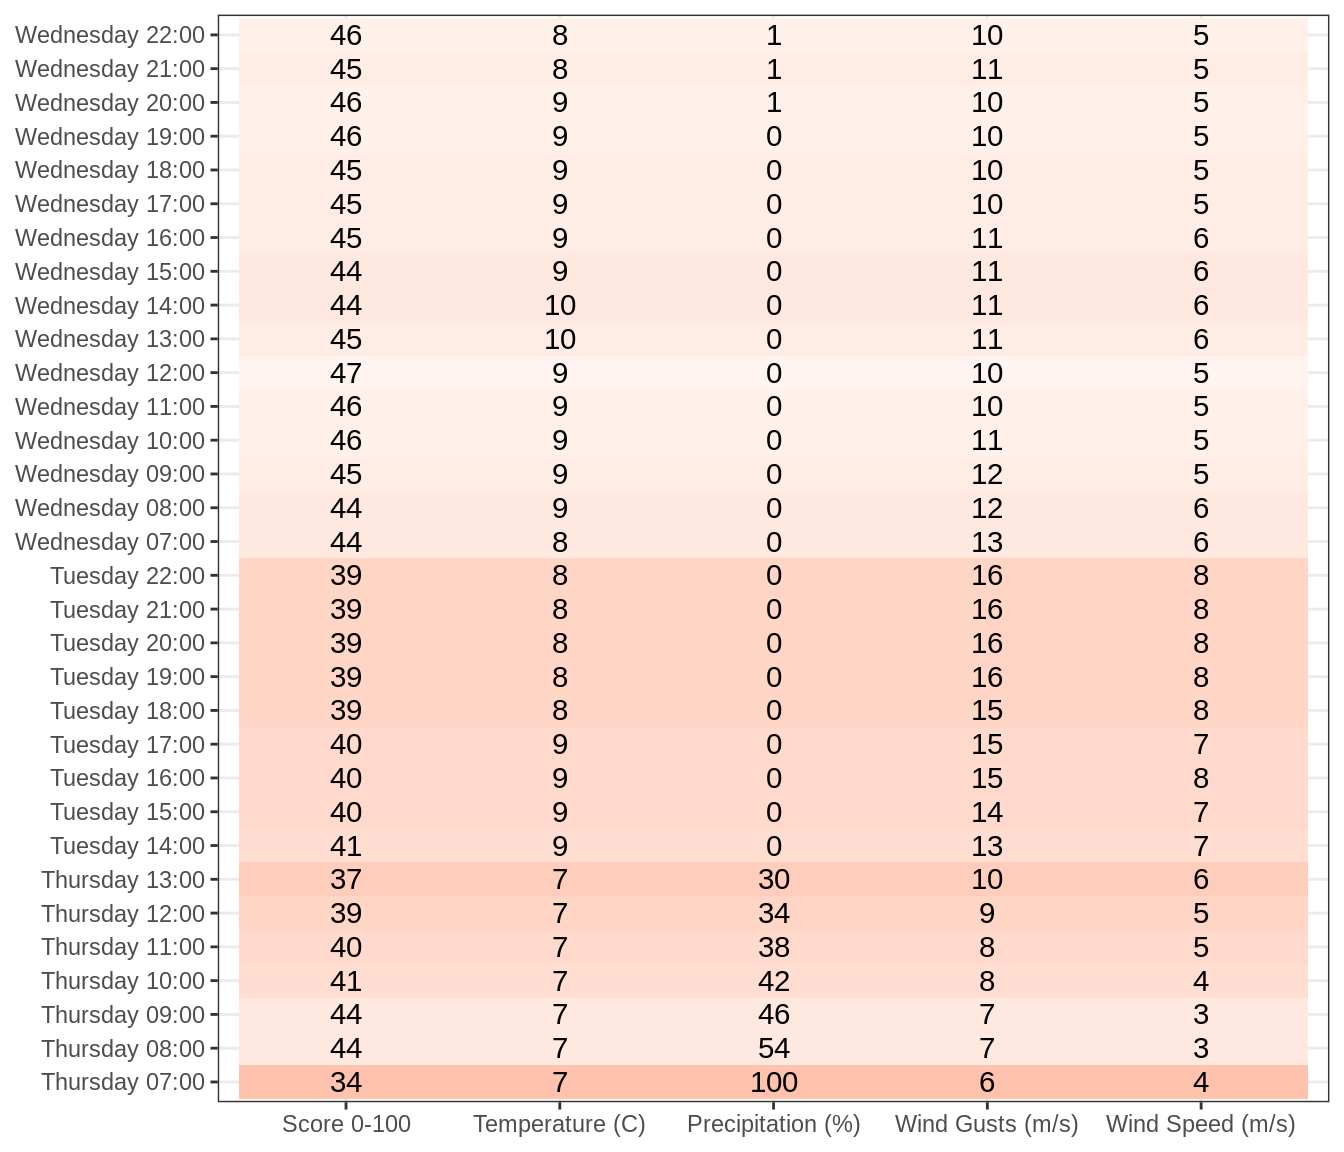 Wednesday 22:00 46 8 1 10 5
Wednesday 21:00 45 8 1 11 5
Wednesday 20:00 46 9 1 10 5
Wednesday 19:00 46 9 0 10 5
Wednesday 18:00 45 9 0 10 5
Wednesday 17:00 45 9 0 10 5
Wednesday 16:00 45 9 0 11 6
Wednesday 15:00 44 9 0 11 6
Wednesday 14:00 44 10 0 11 6
Wednesday 13:00 45 10 0 11 6
Wednesday 12:00 47 9 0 10 5
Wednesday 11:00 46 9 0 10 5
Wednesday 10:00 46 9 0 11 5
Wednesday 09:00 45 9 0 12 5
Wednesday 08:00 44 9 0 12 6
Wednesday 07:00 44 8 0 13 6
Tuesday 22:00 39 8 0 16 8
Tuesday 21:00 39 8 0 16 8
Tuesday 20:00 39 8 0 16 8
Tuesday 19:00 39 8 0 16 8
Tuesday 18:00 39 8 0 15 8
Tuesday 17:00 40 9 0 15 7
Tuesday 16:00 40 9 0 15 8
Tuesday 15:00 40 9 0 14 7
Tuesday 14:00 41 9 0 13 7
Thursday 13:00 37 7 30 10 6
Thursday 12:00 39 7 34 9 5
Thursday 11:00 40 7 38 8 5
Thursday 10:00 41 7 42 8 4
Thursday 09:00 44 7 46 7 3
Thursday 08:00 44 7 54 7 3
Thursday 07:00 34 7 100 6 4
Score 0-100 Temperature (C) Precipitation (%) Wind Gusts (m/s) Wind Speed (m/s)